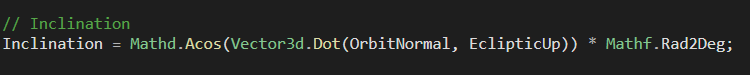 // Inclination
Inclination = Mathd.Acos(Vector3d.Dot(OrbitNormal, EclipticUp)) * Mathf.Rad2Deg;